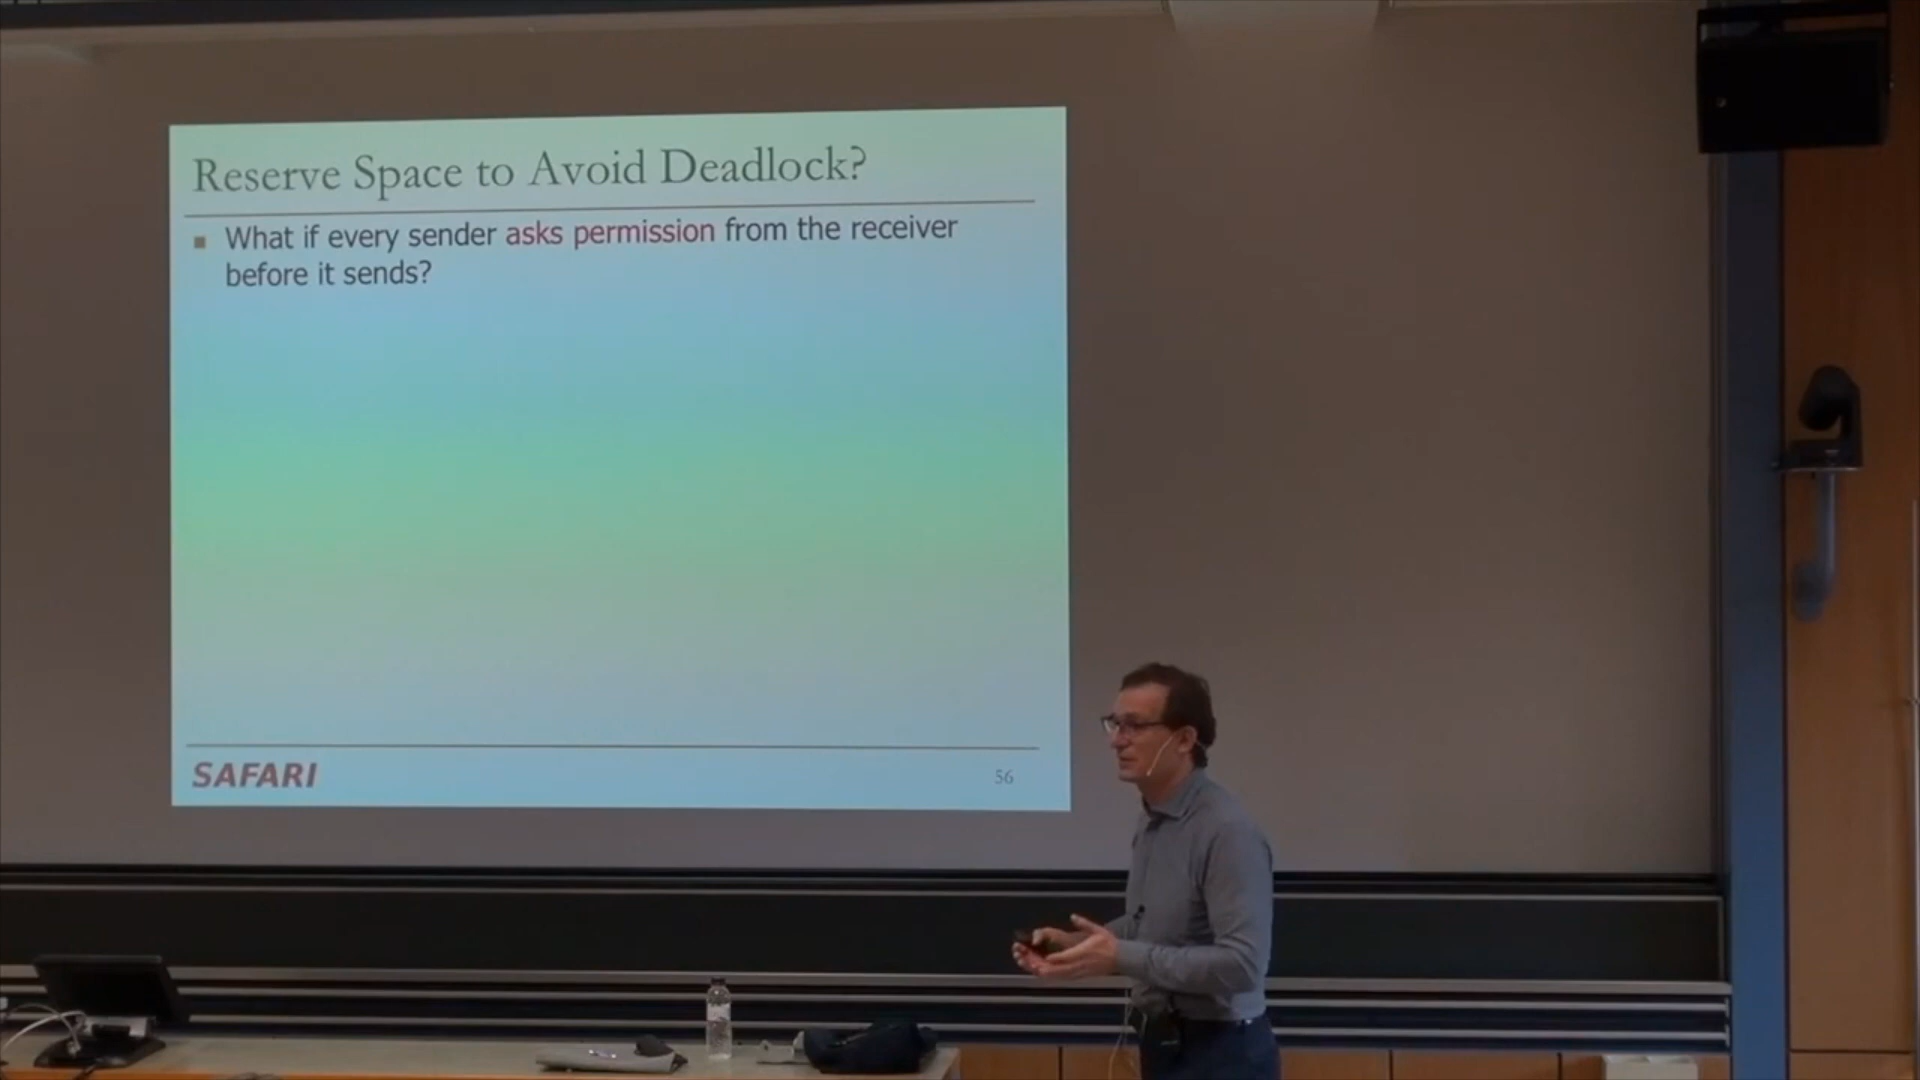 Reserve Space to Avoid Deadlock?
What if every sender asks permission from the receiver
before it sends?
SAFARI
56